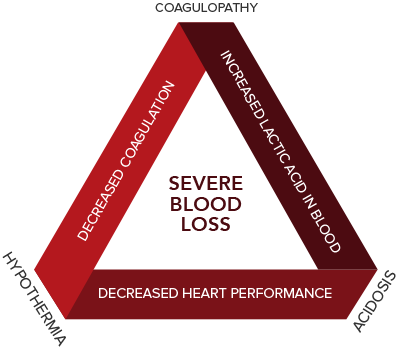 COAGULOPATHY
DECREASED COAGULATION
INCREASED LACTIC ACID IN BLOOD
SEVERE
BLOOD
LOSS
HYPOTHERMIA
DECREASED HEART PERFORMANCE
ACIDOSIS